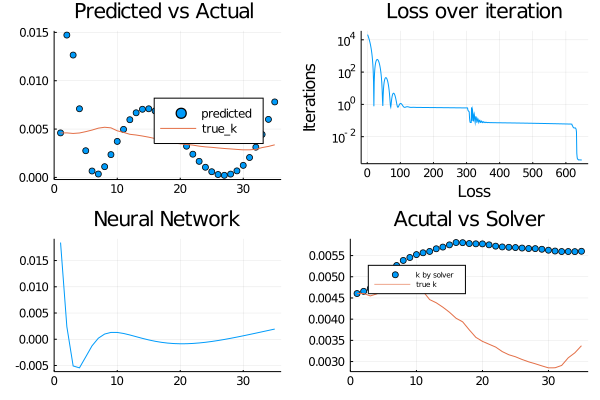 Predicted vs Actual
0.015
0.010
0.005
0.000
0 10 20 30
predicted
true_k
Loss over iteration
Iterations
10^4
10^2
10^0
10^-2
0 100 200 300 400 500 600
Loss
Neural Network
0.015
0.010
0.005
0.000
-0.005
0 10 20 30
Acutal vs Solver
0.0055
0.0050
0.0045
0.0040
0.0035
0.0030
0 10 20 30
k by solver
true k